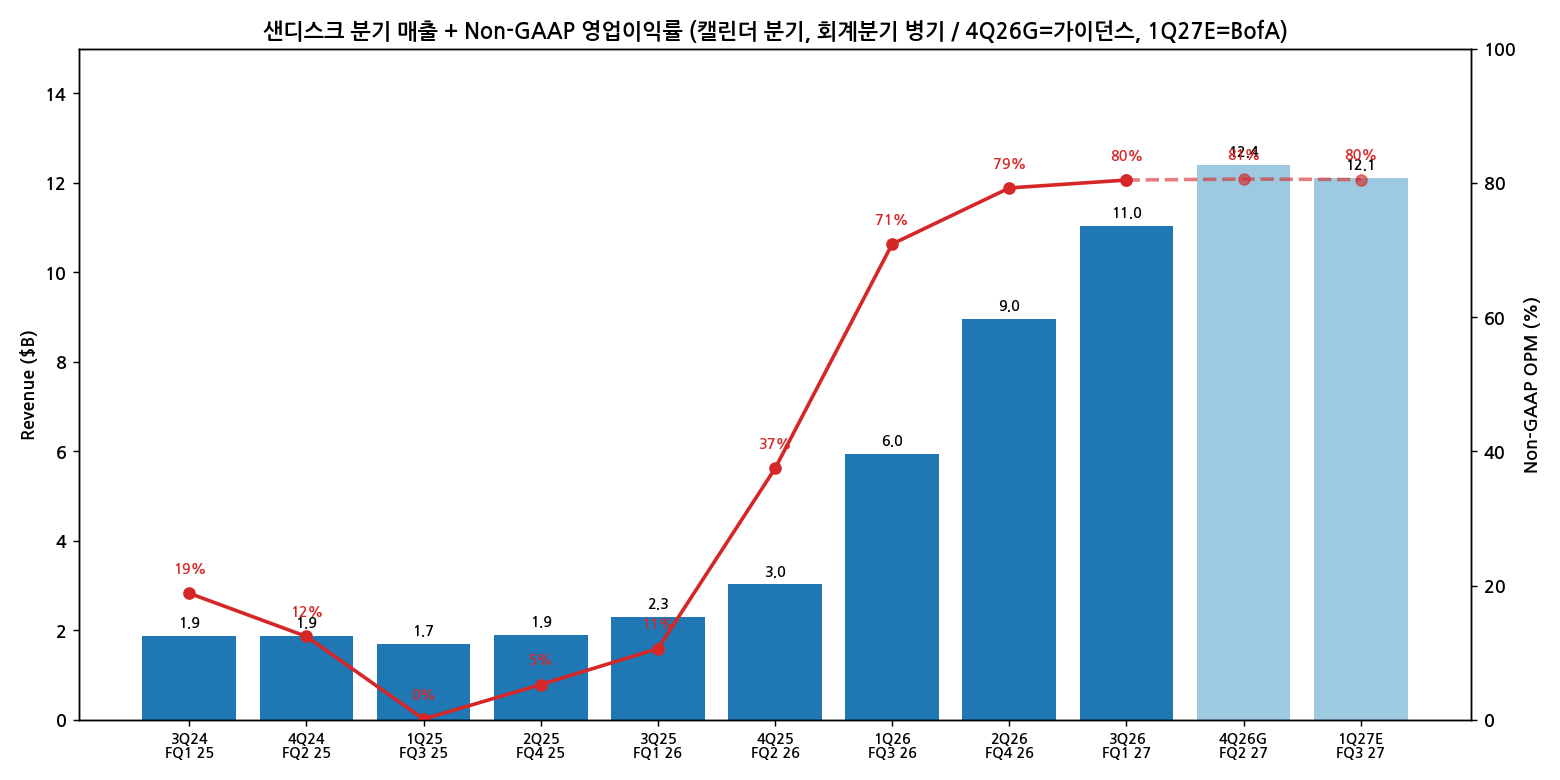 샌디스크 분기 매출 + Non-GAAP 영업이익률 (캘린더 분기, 회계분기 병기 / 4Q26G=가이던스, 1Q27E=BofA)
Revenue ($B)
14
12
10
8
6
4
2
0
100
80
60
40
20
0
Non-GAAP OPM (%)
19%
12%
0%
5%
11%
37%
71%
79%
80%
81%
80%
1.9
1.9
1.7
1.9
2.3
3.0
6.0
9.0
11.0
12.4
12.1
3Q24
FQ1 25
4Q24
FQ2 25
1Q25
FQ3 25
2Q25
FQ4 25
3Q25
FQ1 26
4Q25
FQ2 26
1Q26
FQ3 26
2Q26
FQ4 26
3Q26
FQ1 27
4Q26G
FQ2 27
1Q27E
FQ3 27